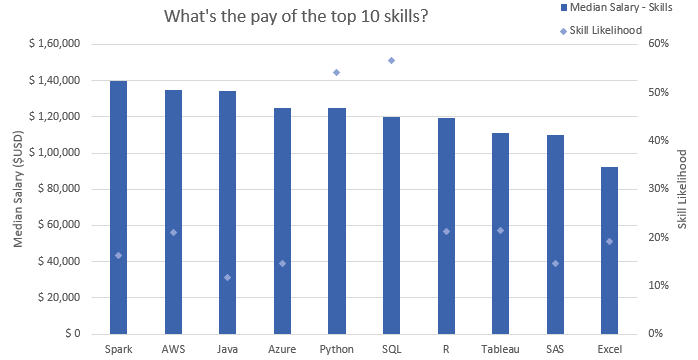 What's the pay of the top 10 skills?
Median Salary - Skills
Skill Likelihood
Median Salary ($USD)
$ 1,60,000
$ 1,40,000
$ 1,20,000
$ 1,00,000
$ 80,000
$ 60,000
$ 40,000
$ 20,000
$ 0
60%
50%
40%
30%
20%
10%
0%
Skill Likelihood
Spark AWS Java Azure Python SQL R Tableau SAS Excel